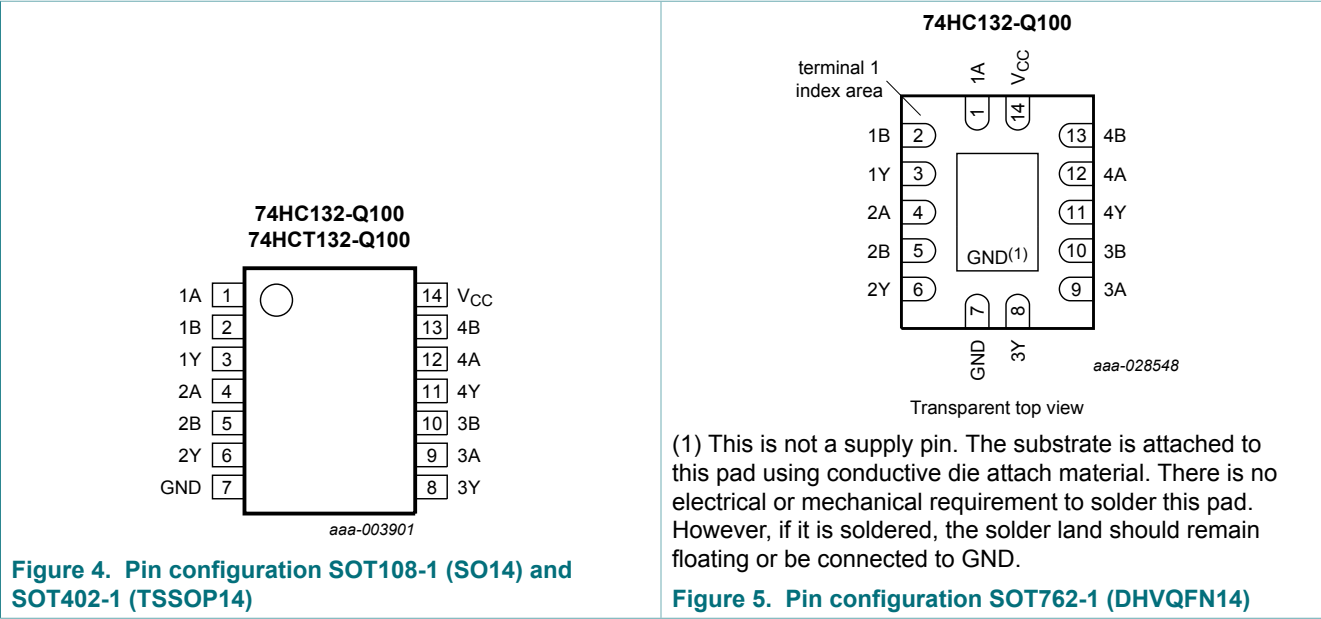 74HC132-Q100
74HCT132-Q100
1A 1
14 VCC
1B 2
13 4B
1Y 3
12 4A
2A 4
11 4Y
2B 5
10 3B
2Y 6
9 3A
GND 7
8 3Y
aaa-003901
Figure 4. Pin configuration SOT108-1 (SO14) and
SOT402-1 (TSSOP14)
74HC132-Q100
terminal 1
index area
1A
VCC
1
14
1B 2
13 4B
1Y 3
12 4A
2A 4
11 4Y
2B 5
GND(1)
10 3B
2Y 6
9 3A
7
8
GND
3Y
aaa-028548
Transparent top view
(1) This is not a supply pin. The substrate is attached to
this pad using conductive die attach material. There is no
electrical or mechanical requirement to solder this pad.
However, if it is soldered, the solder land should remain
floating or be connected to GND.
Figure 5. Pin configuration SOT762-1 (DHVQFN14)